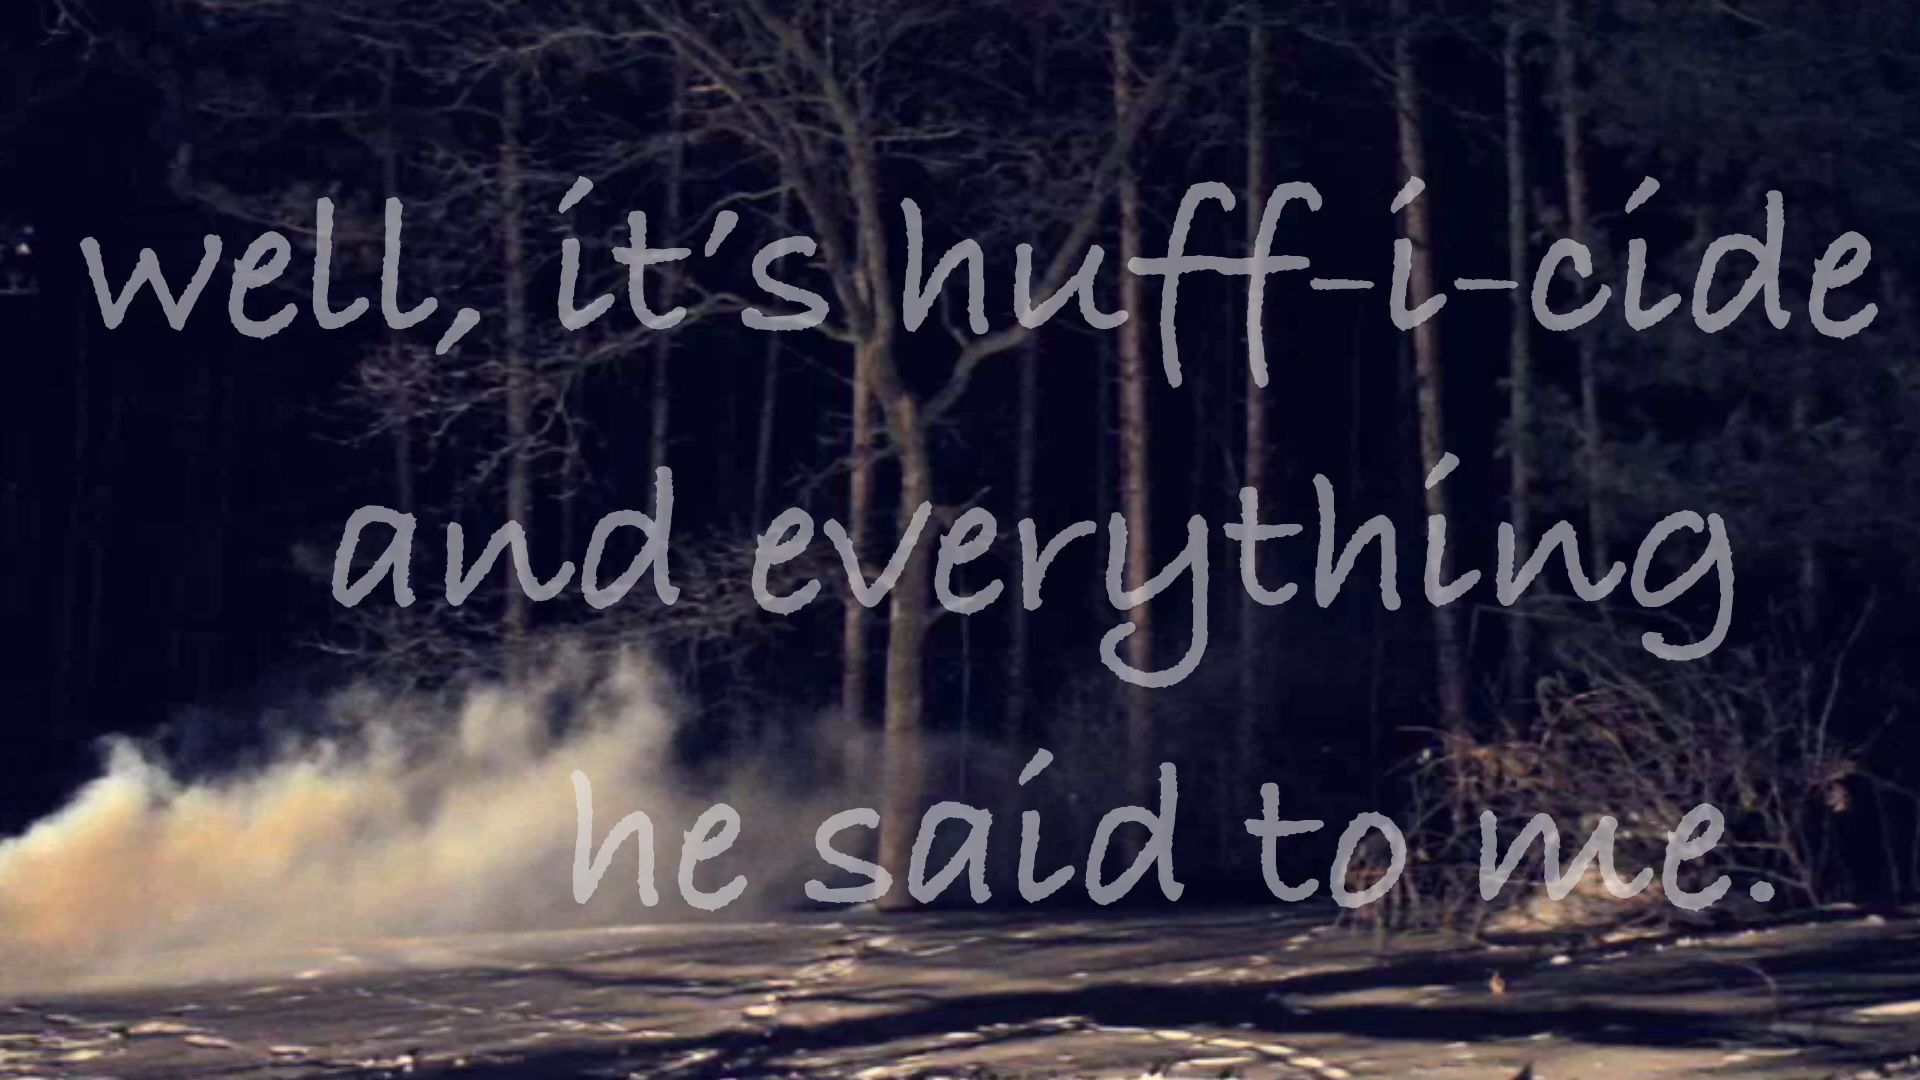 well, it's huff-i-cide
and everything
he said to me.